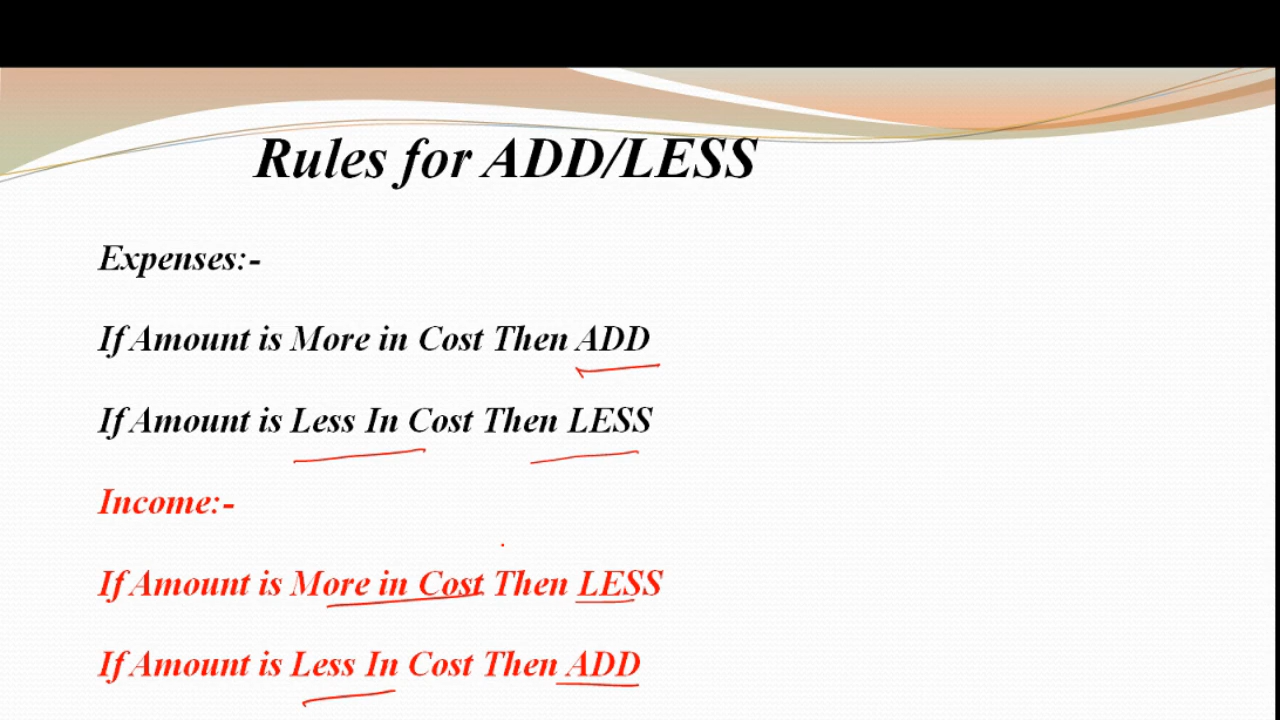 Rules for ADD/LESS
Expenses:-
If Amount is More in Cost Then ADD
If Amount is Less In Cost Then LESS
Income:-
If Amount is More in Cost Then LESS
If Amount is Less In Cost Then ADD